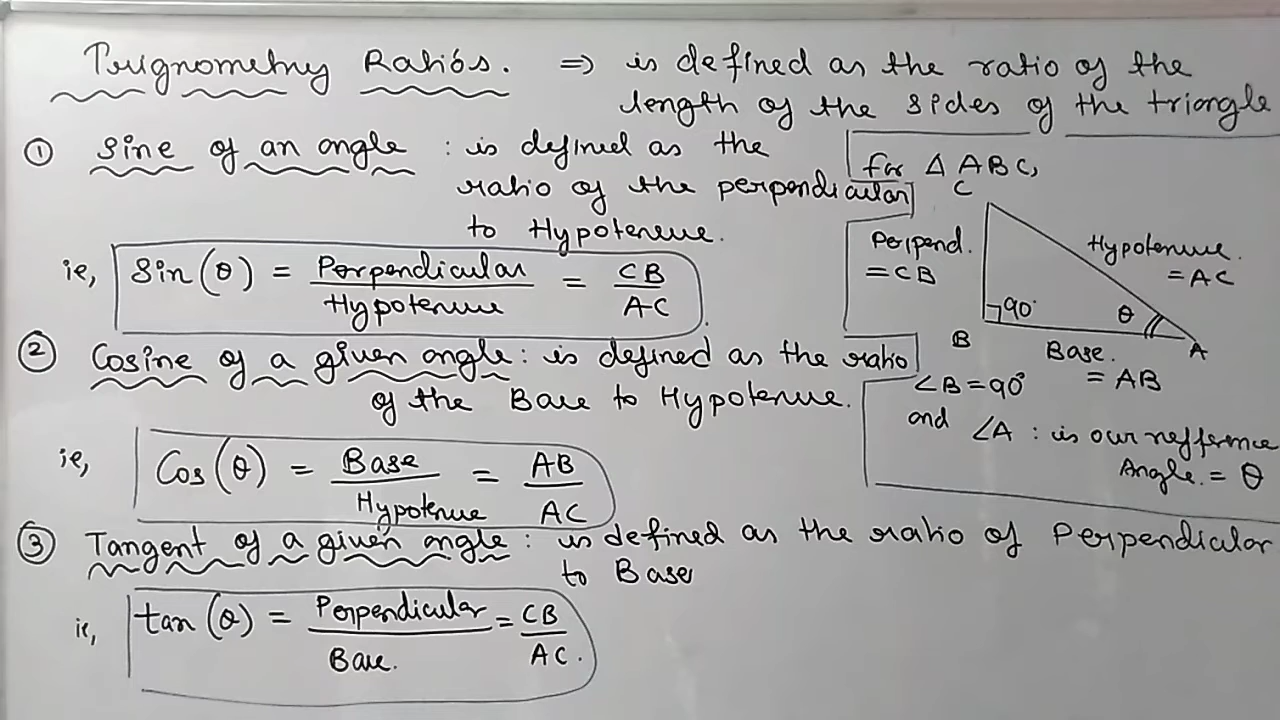 Trignometry Ratios. ⇒ is defined as the ratio of the
length of the sides of the triangle
① Sine of an angle : is defined as the
ratio of the perpendicular
to Hypotenuse.
ie, Sin(θ) = Perpendicular / Hypotenuse = CB / AC
② Cosine of a given angle : is defined as the ratio
of the Base to Hypotenuse.
ie, Cos(θ) = Base / Hypotenuse = AB / AC
③ Tangent of a given angle : is defined as the ratio of Perpendicular
to Base
ie, tan(θ) = Perpendicular / Base. = CB / AC.
for Δ ABC,
C
Perpend.
= CB
Hypotenuse.
= AC
90°
θ
B
A
Base.
= AB
∠B = 90°
and ∠A : is our refference
Angle. = θ